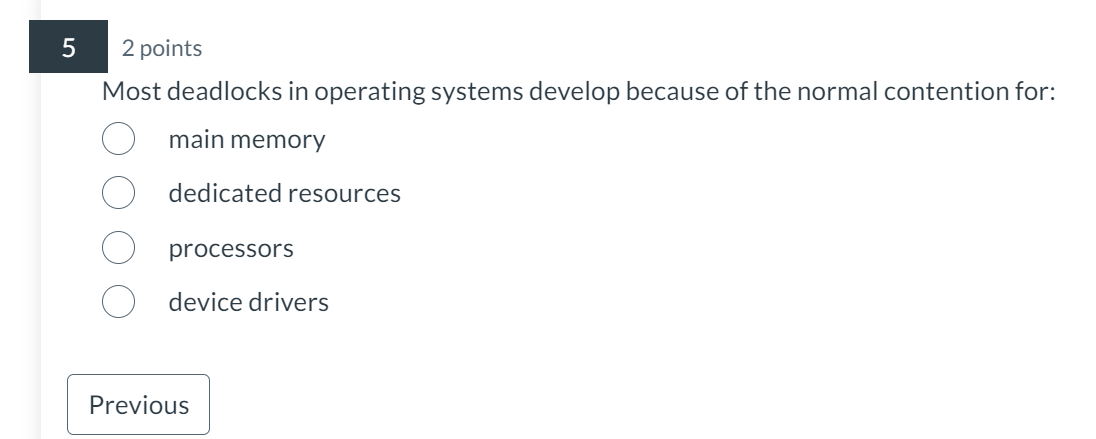 5 2 points
Most deadlocks in operating systems develop because of the normal contention for:
main memory
dedicated resources
processors
device drivers
Previous